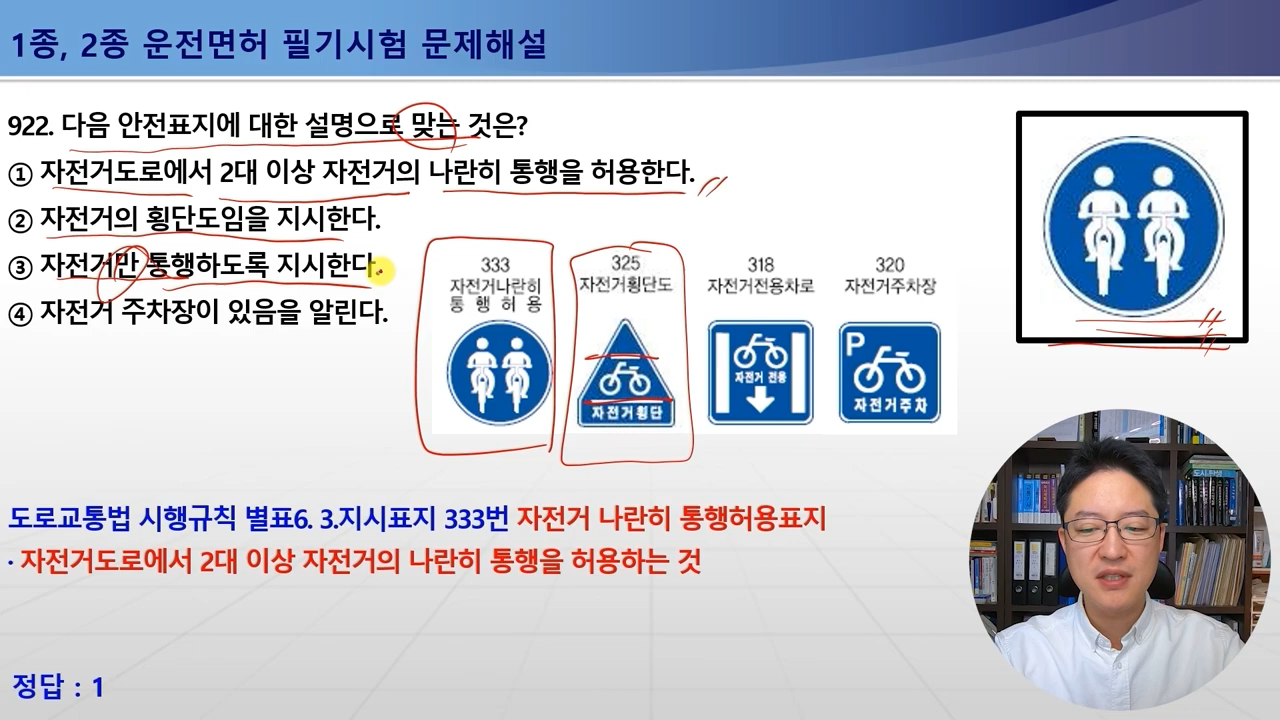 1종, 2종 운전면허 필기시험 문제해설
922. 다음 안전표지에 대한 설명으로 맞는 것은?
① 자전거도로에서 2대 이상 자전거의 나란히 통행을 허용한다.
② 자전거의 횡단도임을 지시한다.
③ 자전거만 통행하도록 지시한다.
④ 자전거 주차장이 있음을 알린다.
333
자전거나란히
통 행 허 용
325
자전거횡단도
자전거횡단
318
자전거전용차로
자전거 전용
320
자전거주차장
P
자전거주차
도로교통법 시행규칙 별표6. 3.지시표지 333번 자전거 나란히 통행허용표지
· 자전거도로에서 2대 이상 자전거의 나란히 통행을 허용하는 것
정답 : 1